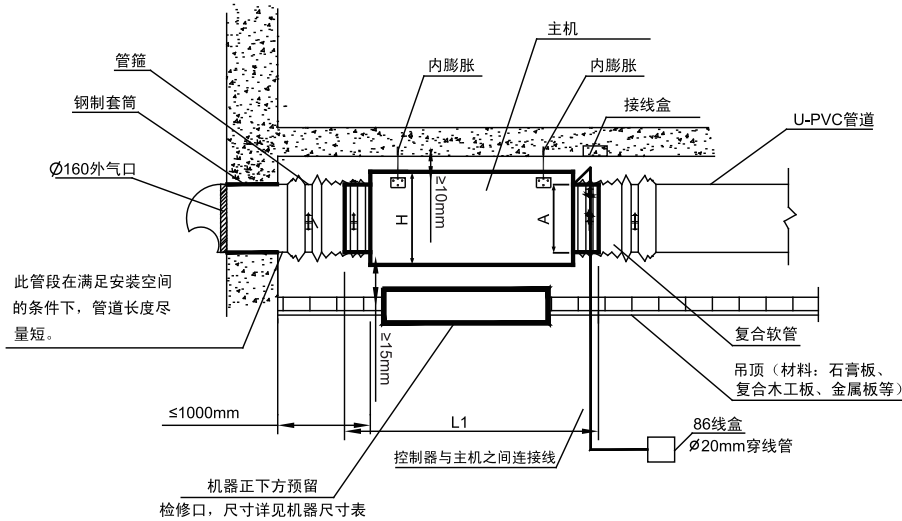 主机
管箍
内膨胀
内膨胀
钢制套筒
接线盒
U-PVC管道
Ø160外气口
≥10mm
H
A
此管段在满足安装空间
的条件下，管道长度尽
量短。
≥15mm
复合软管
吊顶（材料：石膏板、
复合木工板、金属板等）
≤1000mm
L1
86线盒
Ø20mm穿线管
控制器与主机之间连接线
机器正下方预留
检修口，尺寸详见机器尺寸表